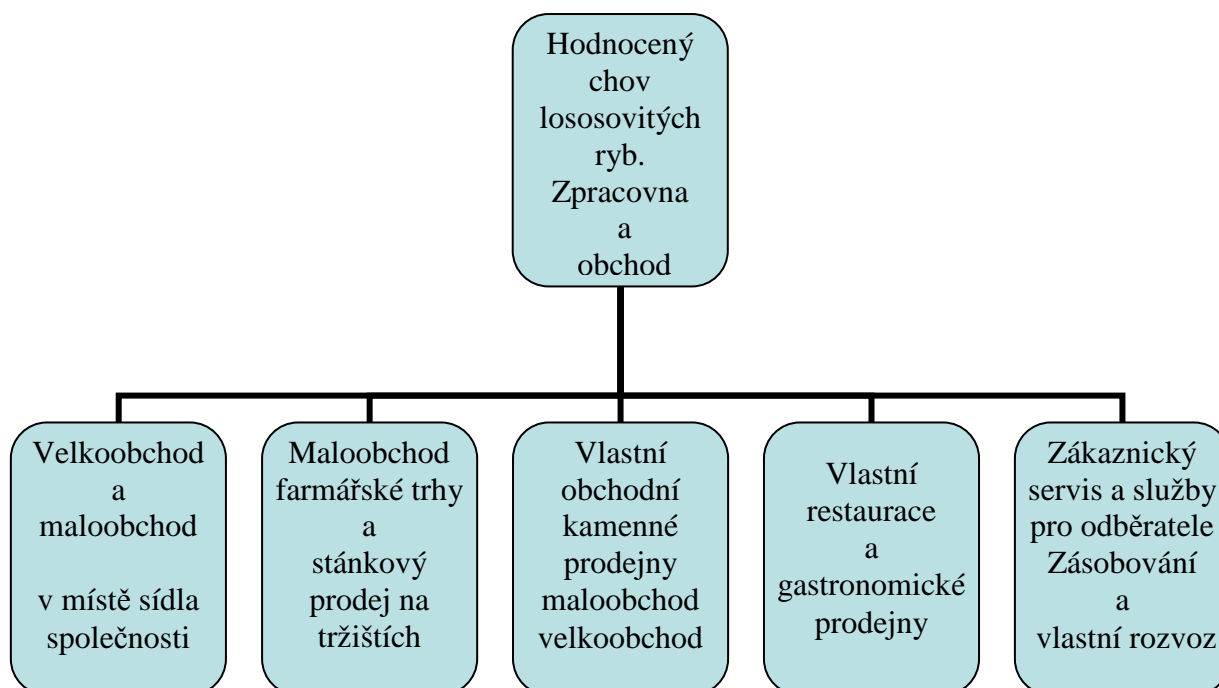 Hodnocený
chov
lososovitých
ryb.
Zpracovna
a
obchod
Velkoobchod
a
maloobchod
v místě sídla
společnosti
Maloobchod
farmářské trhy
a
stánkový
prodej na
tržištích
Vlastní
obchodní
kamenné
prodejny
maloobchod
velkoobchod
Vlastní
restaurace
a
gastronomické
prodejny
Zákaznický
servis a služby
pro odběratele
Zásobování
a
vlastní rozvoz